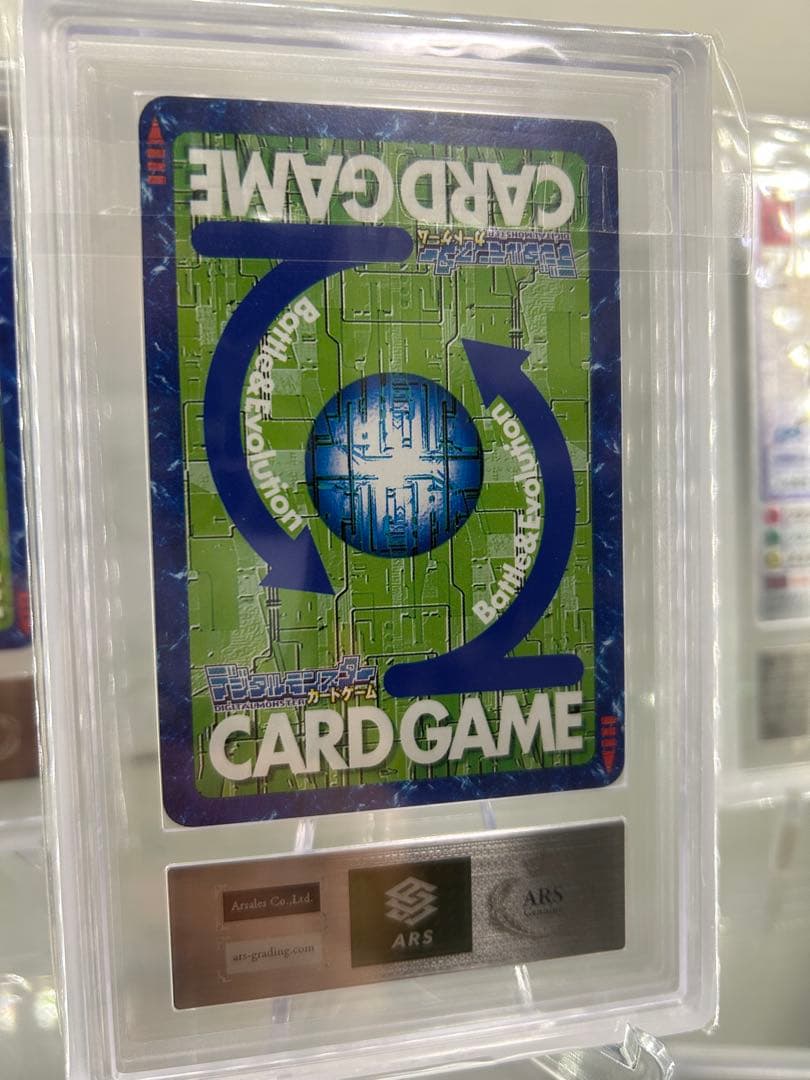 CARD GAME
デジタルモンスター
カードゲーム
DIGITAL MONSTER
Battle&Evolution
Battle&Evolution
デジタルモンスター
カードゲーム
DIGITAL MONSTER
CARD GAME
Arsales Co.,Ltd.
ars-grading.com
ARS
ARS
Genuine